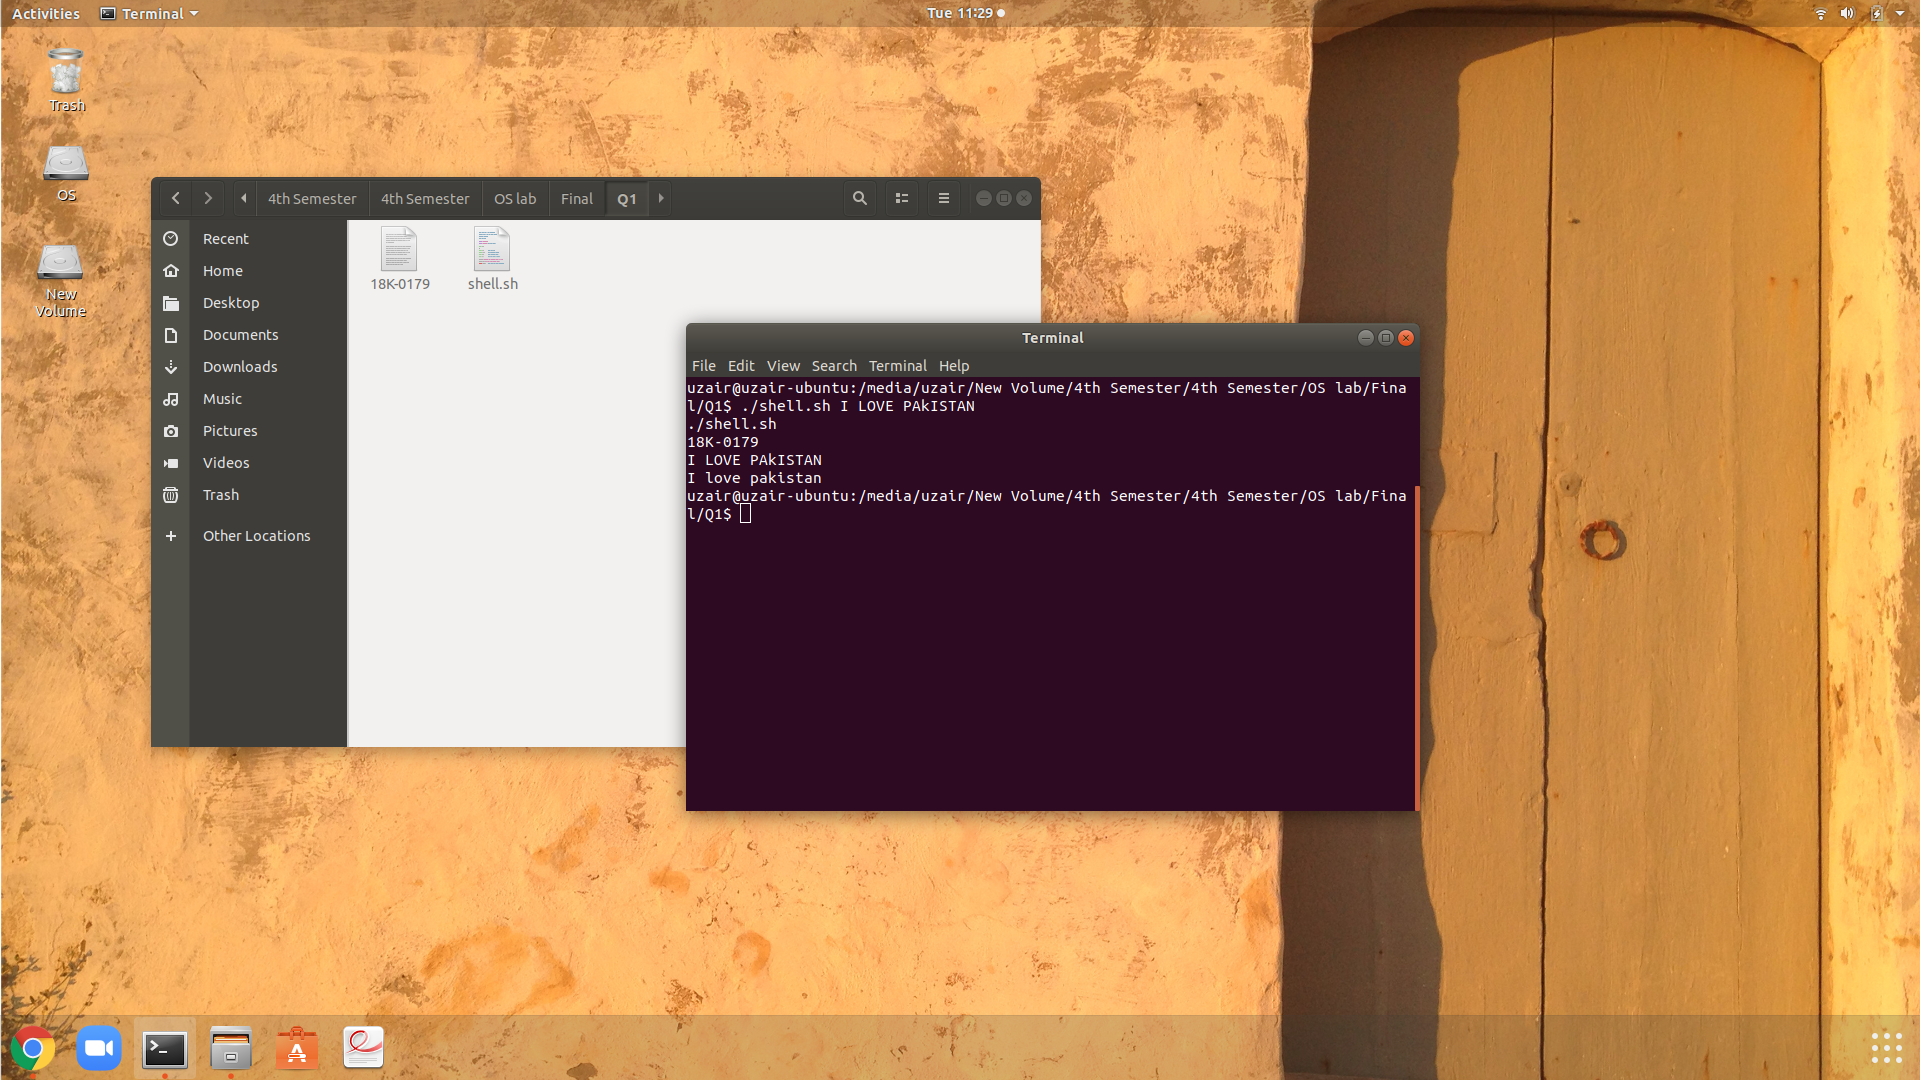 Activities Terminal Tue 11:29
Trash
OS
New
Volume
4th Semester 4th Semester OS lab Final Q1
Recent
Home
Desktop
Documents
Downloads
Music
Pictures
Videos
Trash
Other Locations
18K-0179 shell.sh
Terminal
File Edit View Search Terminal Help
uzair@uzair-ubuntu:/media/uzair/New Volume/4th Semester/4th Semester/OS lab/Fina
l/Q1$ ./shell.sh I LOVE PAkISTAN
./shell.sh
18K-0179
I LOVE PAkISTAN
I love pakistan
uzair@uzair-ubuntu:/media/uzair/New Volume/4th Semester/4th Semester/OS lab/Fina
l/Q1$